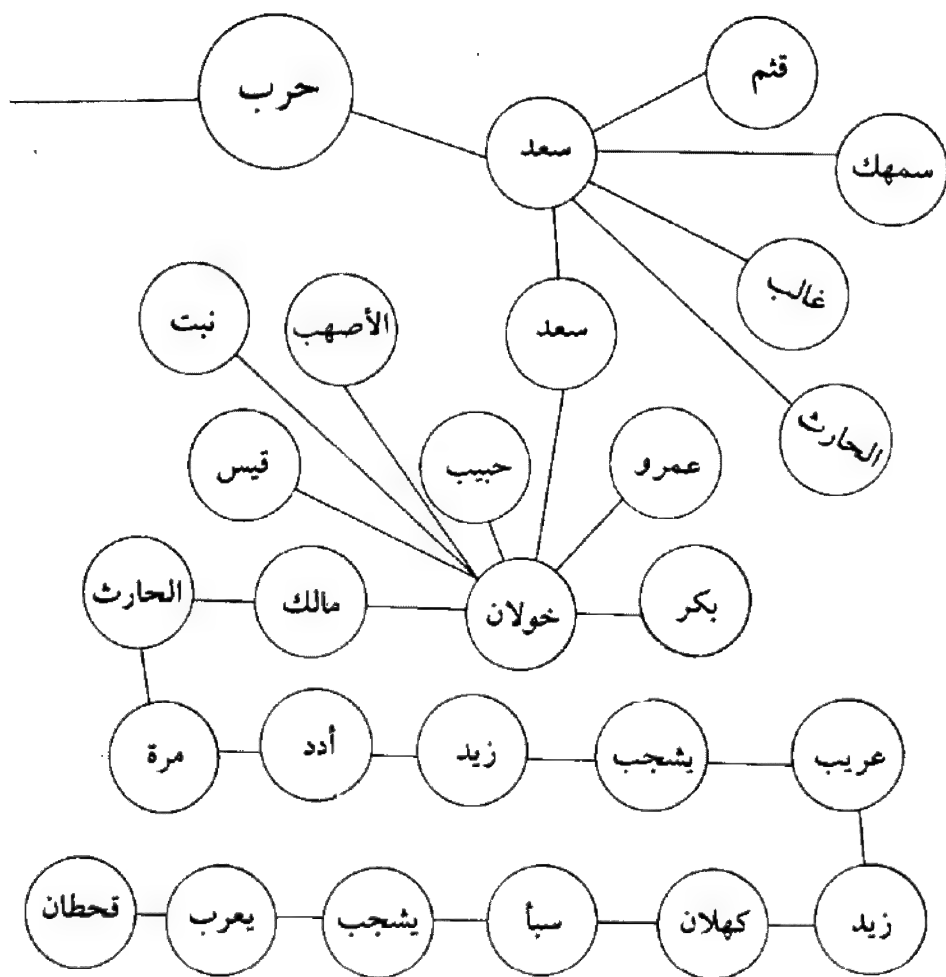 حرب
قثم
سعد
سمهك
غالب
نبت
الأصهب
سعد
الحارث
قيس
حبيب
عمرو
الحارث
مالك
خولان
بكر
عريب
يشجب
زيد
أدد
مرة
زيد
كهلان
سبأ
يشجب
يعرب
قحطان